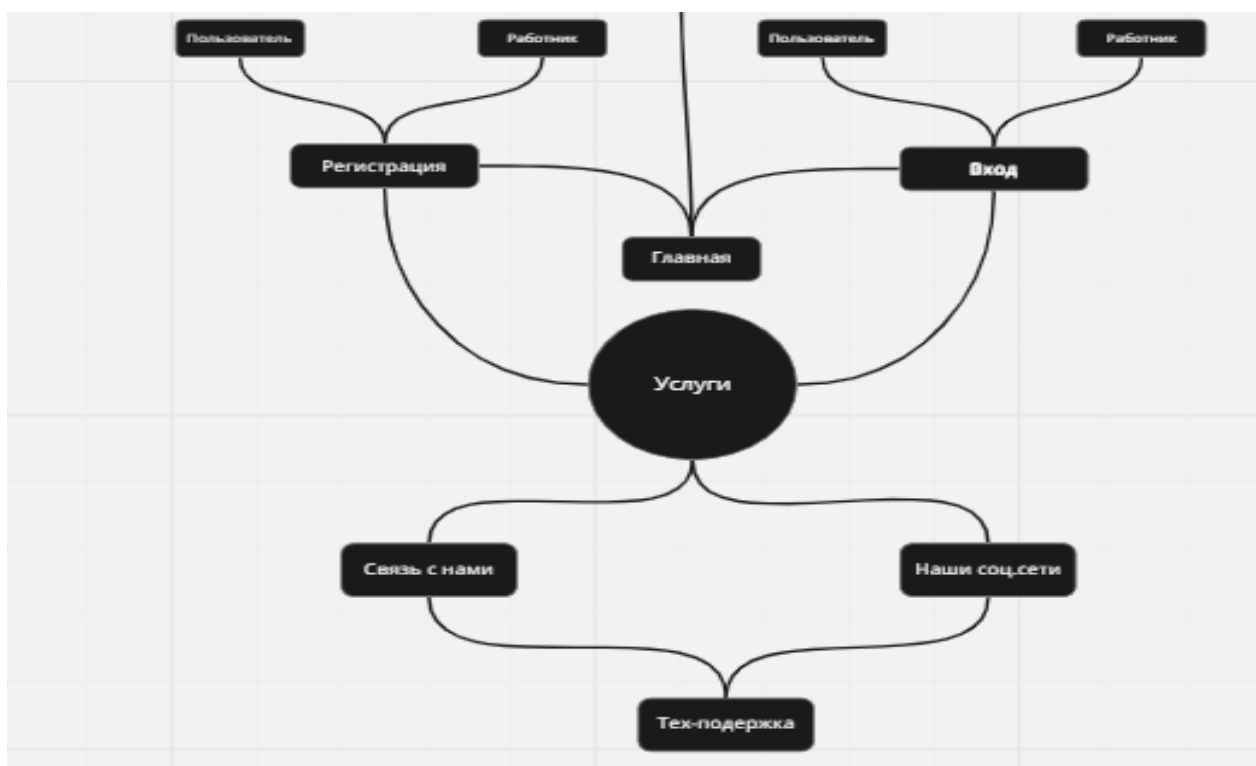 Пользователь
Работник
Пользователь
Работник
Регистрация
Вход
Главная
Услуги
Связь с нами
Наши соц.сети
Тех-подержка